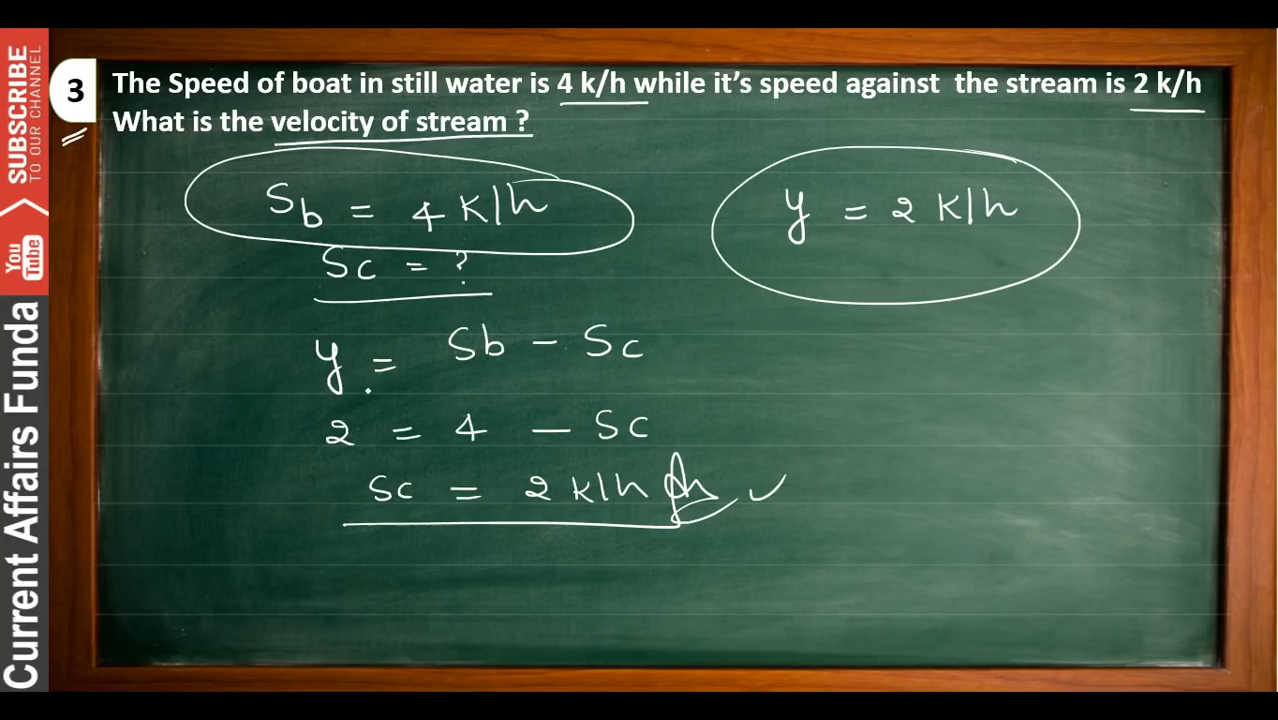 SUBSCRIBE
TO OUR CHANNEL
You Tube
Current Affairs Funda
3
The Speed of boat in still water is 4 k/h while it’s speed against the stream is 2 k/h
What is the velocity of stream ?
Sb = 4 k/h
y = 2 k/h
Sc = ?
y = Sb - Sc
2 = 4 - Sc
Sc = 2 k/h